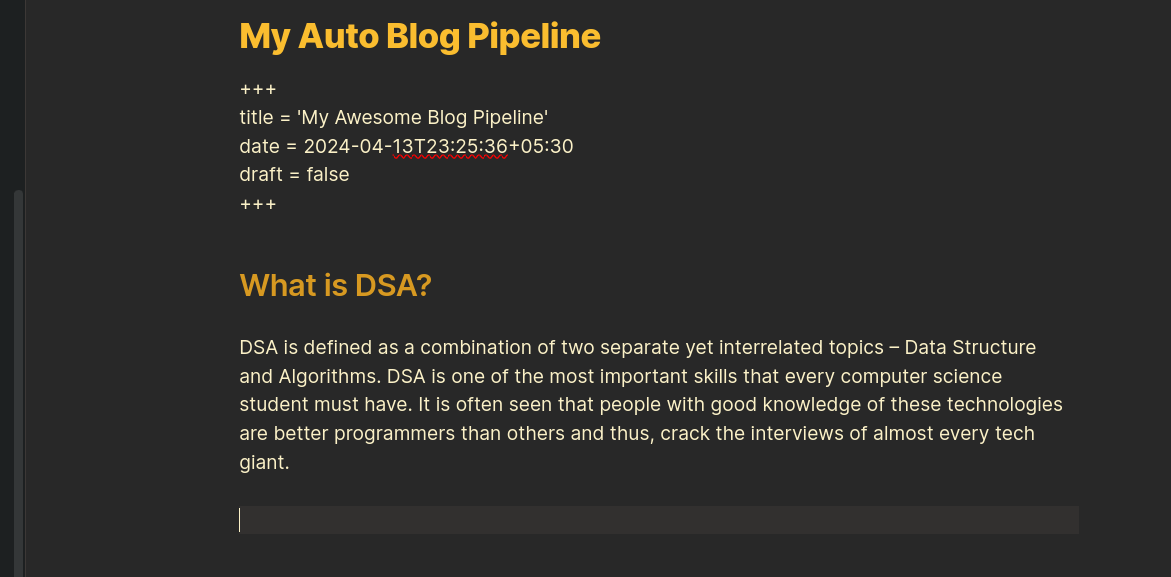 My Auto Blog Pipeline
+++
title = 'My Awesome Blog Pipeline'
date = 2024-04-13T23:25:36+05:30
draft = false
+++
What is DSA?
DSA is defined as a combination of two separate yet interrelated topics – Data Structure
and Algorithms. DSA is one of the most important skills that every computer science
student must have. It is often seen that people with good knowledge of these technologies
are better programmers than others and thus, crack the interviews of almost every tech
giant.